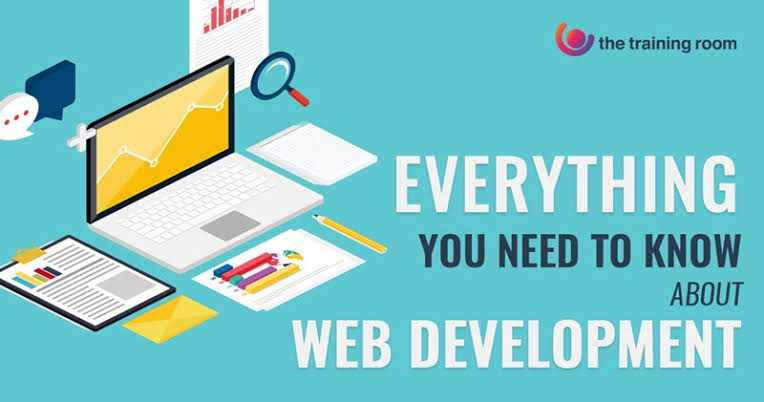 the training room
EVERYTHING
YOU NEED TO KNOW
ABOUT
WEB DEVELOPMENT